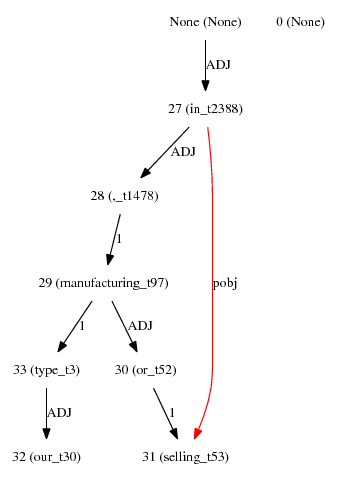 None (None) 0 (None)
ADJ
27 (in_t2388)
ADJ
28 (,_t1478)
1
29 (manufacturing_t97) pobj
1 ADJ
33 (type_t3) 30 (or_t52)
ADJ 1
32 (our_t30) 31 (selling_t53)